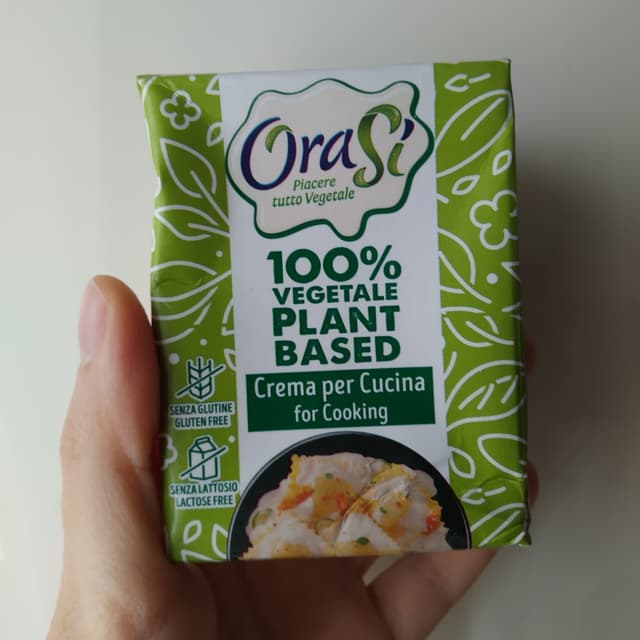 OraSì
Piacere
tutto Vegetale
100%
VEGETALE
PLANT
BASED
Crema per Cucina
for Cooking
SENZA GLUTINE
GLUTEN FREE
SENZA LATTOSIO
LACTOSE FREE